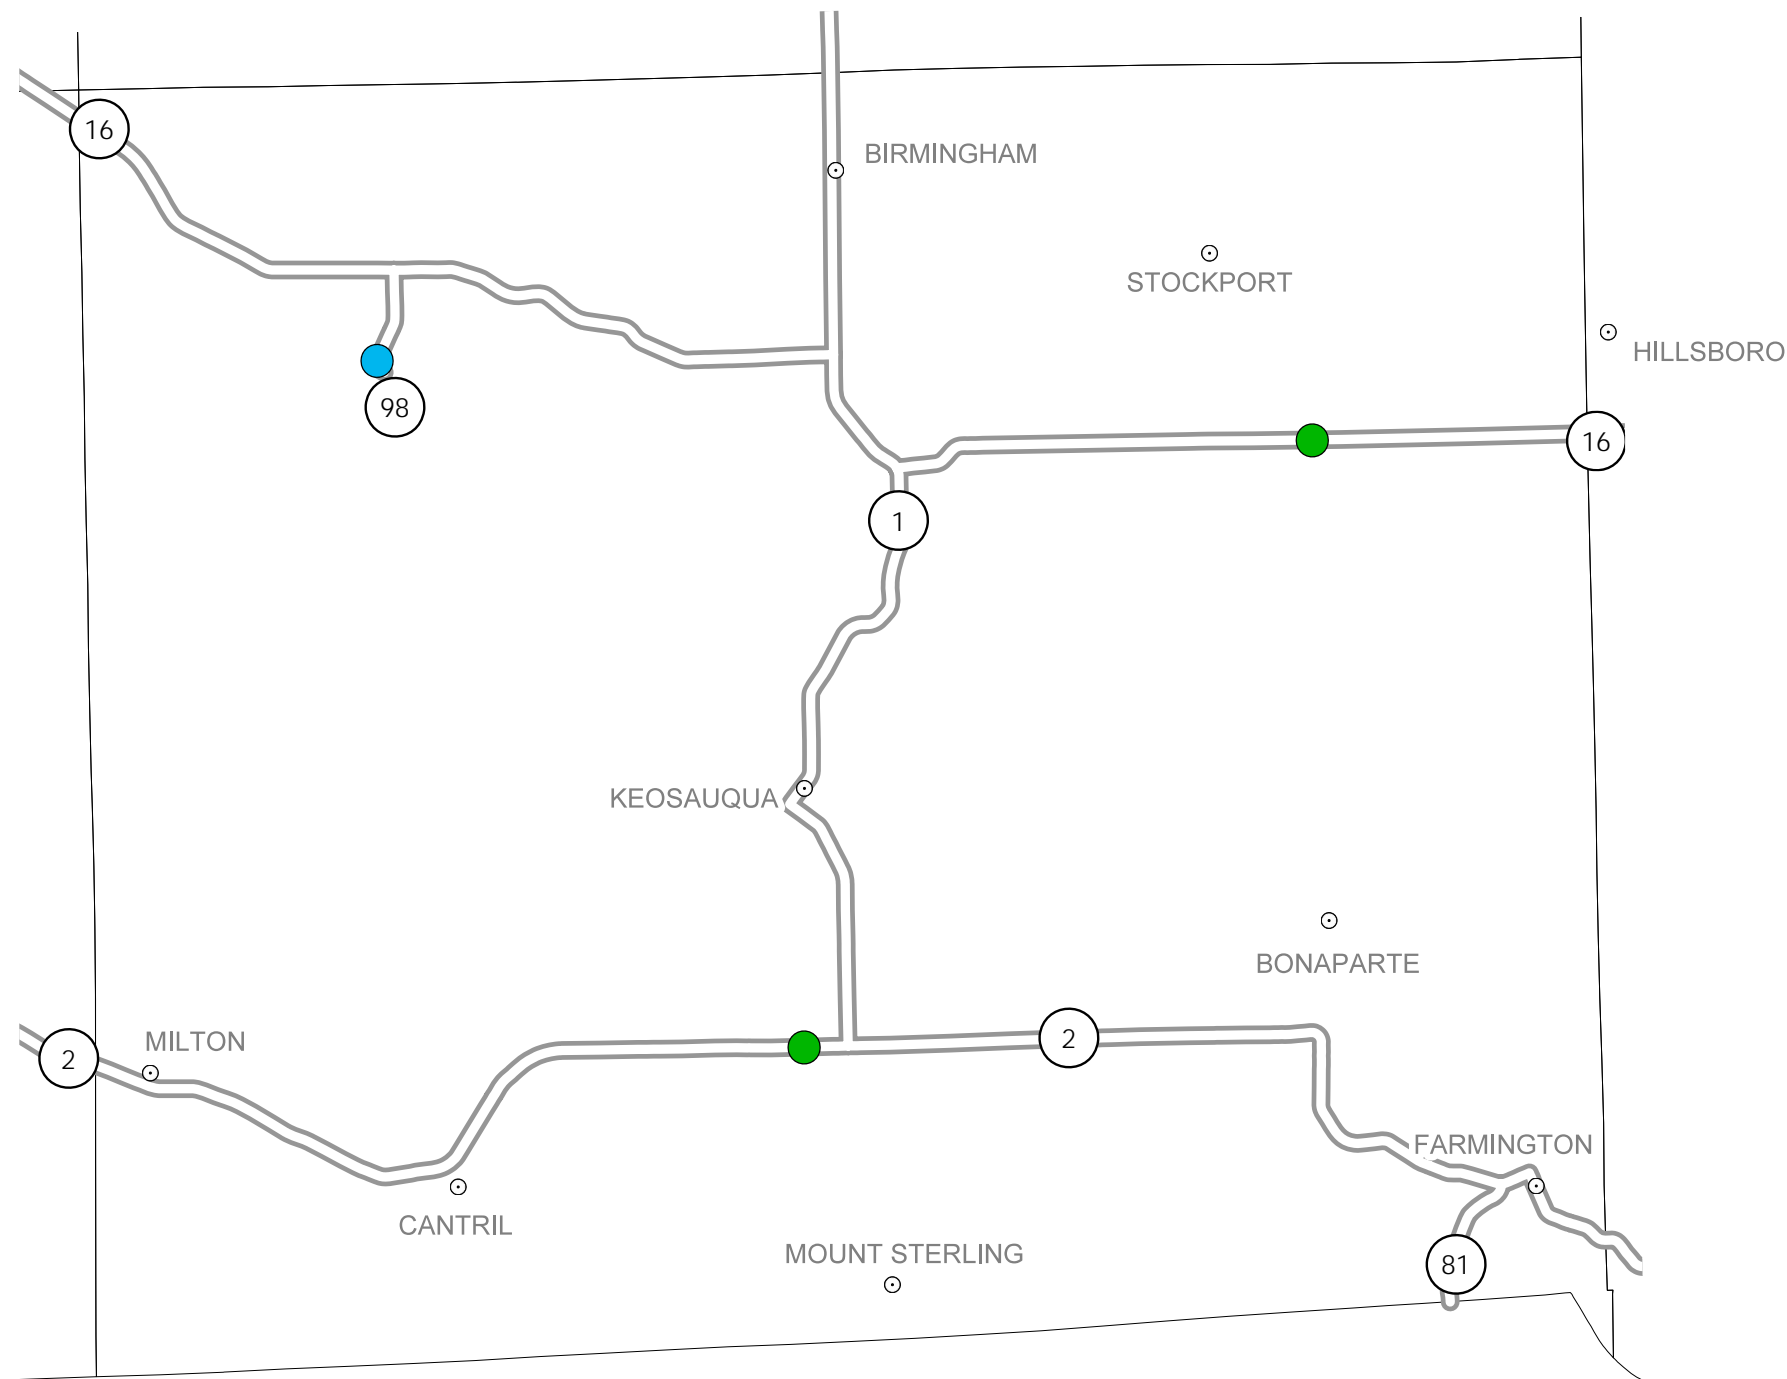 16
BIRMINGHAM
STOCKPORT
HILLSBORO
98
16
1
KEOSAUQUA
BONAPARTE
2
MILTON
2
FARMINGTON
CANTRIL
MOUNT STERLING
81